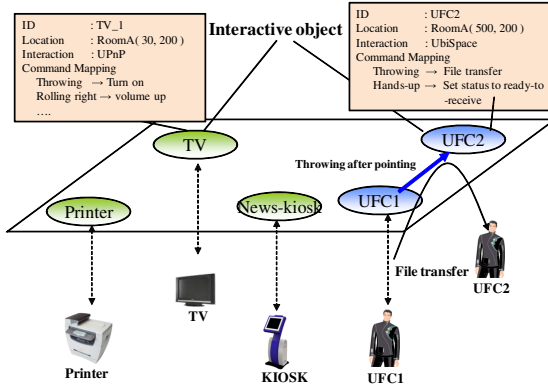 Interactive object
ID : TV_1
Location : RoomA( 30, 200 )
Interaction : UPnP
Command Mapping
Throwing → Turn on
Rolling right → volume up
….
ID : UFC2
Location : RoomA( 500, 200 )
Interaction : UbiSpace
Command Mapping
Throwing → File transfer
Hands-up → Set status to ready-to
-receive
TV
UFC2
Throwing after pointing
Printer
News-kiosk
UFC1
File transfer
UFC2
TV
Printer
KIOSK
UFC1